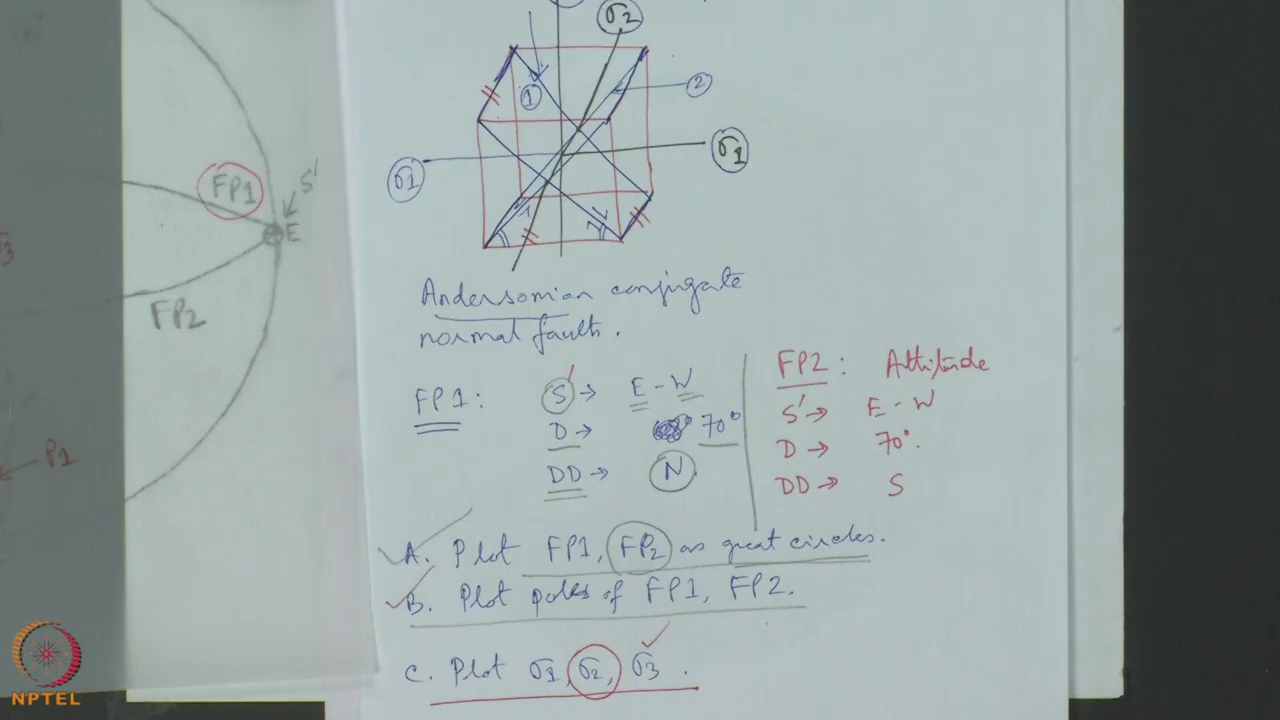 σ2
1
2
σ1
σ1
FP1
S'
E
FP2
P1
Andersonian conjugate
normal fault.
FP1: S' → E - W
D → 70°
DD → N
FP2: Attitude
S' → E - W
D → 70°.
DD → S
A. Plot FP1, FP2 as great circles.
B. Plot poles of FP1, FP2.
C. Plot σ1, σ2, σ3.
NPTEL